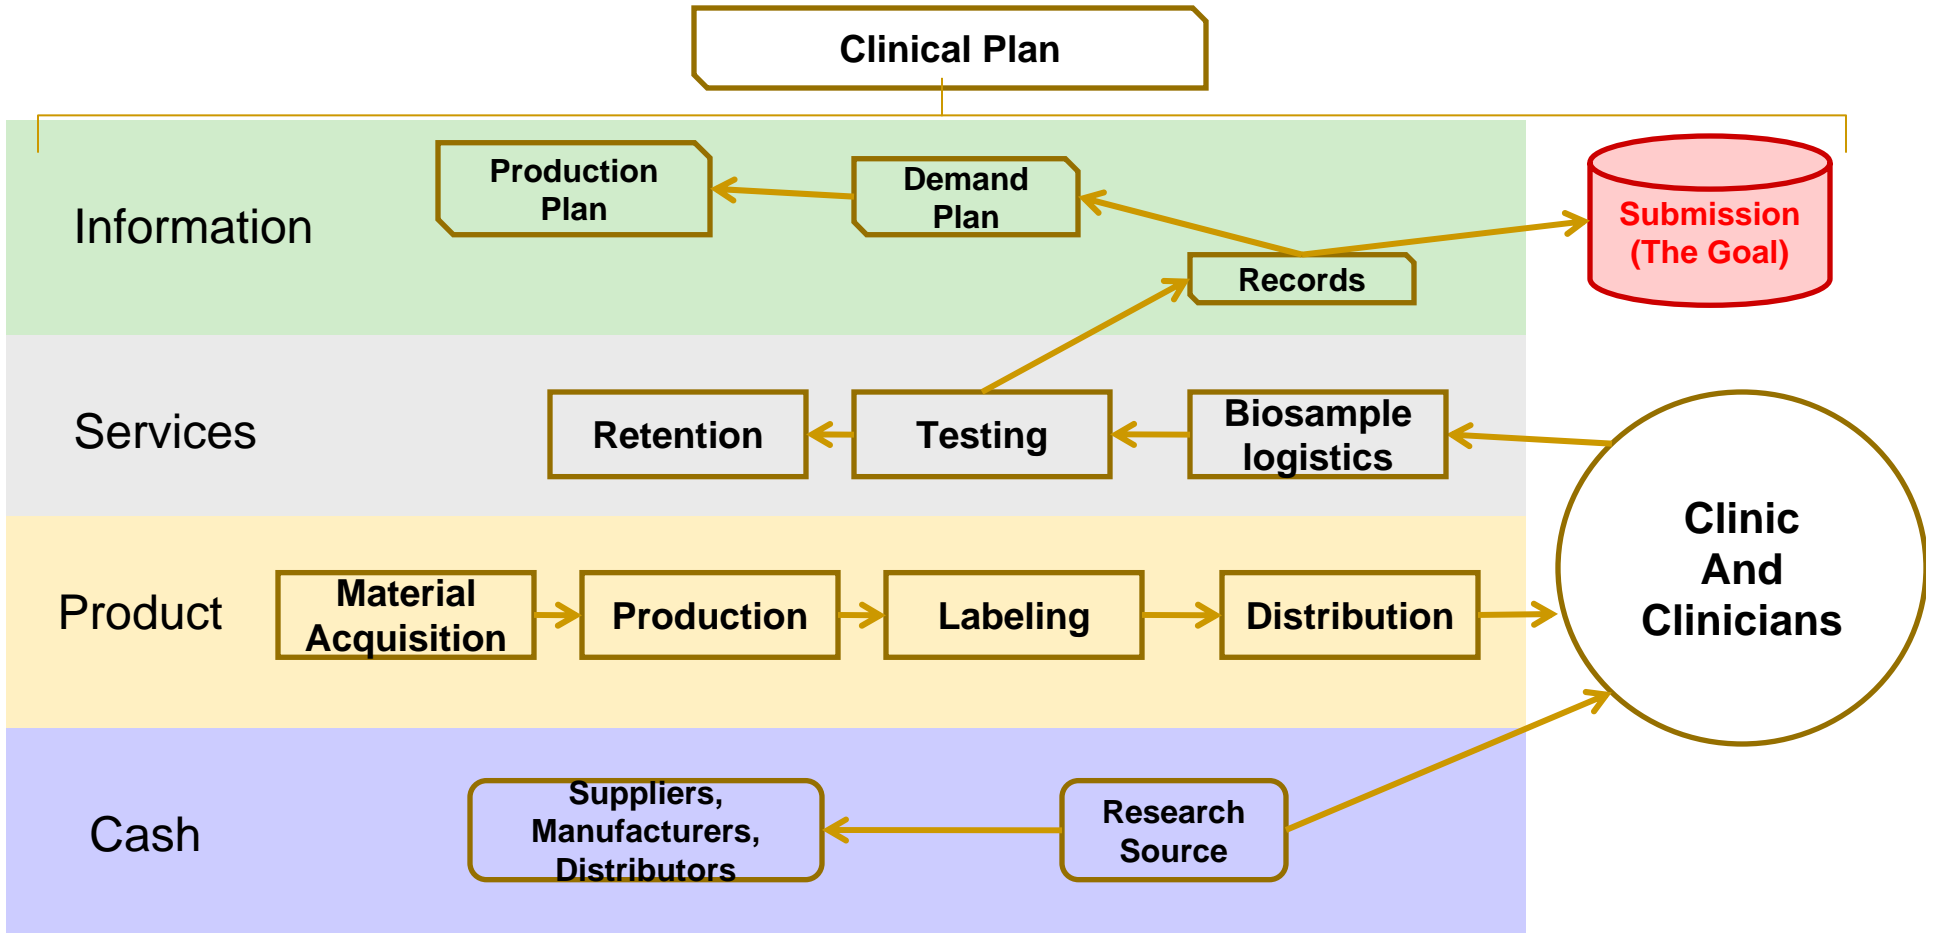 Clinical Plan
Information
Production
Plan
Demand
Plan
Records
Submission
(The Goal)
Services
Retention
Testing
Biosample
logistics
Clinic
And
Clinicians
Product
Material
Acquisition
Production
Labeling
Distribution
Cash
Suppliers,
Manufacturers,
Distributors
Research
Source